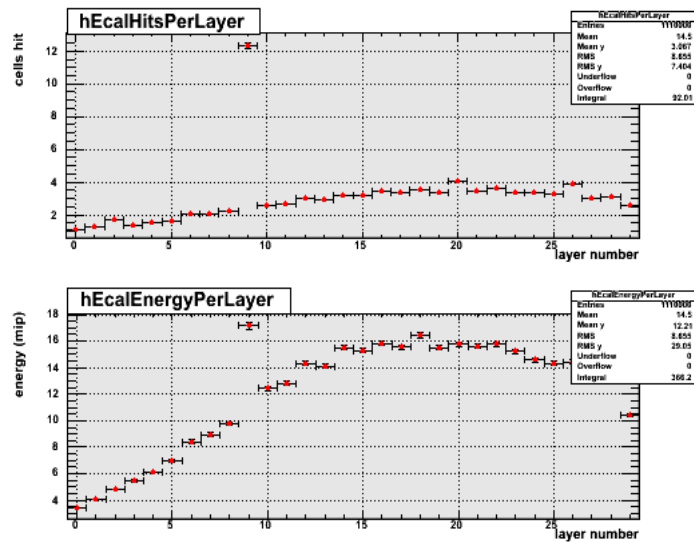 hEcalHitsPerLayer
hEcalHitsPerLayer
Entries 1110000
Mean 14.5
Mean y 3.067
RMS 8.655
RMS y 7.404
Underflow 0
Overflow 0
Integral 92.01
cells hit
12
10
8
6
4
2
0 5 10 15 20 25
layer number
hEcalEnergyPerLayer
hEcalEnergyPerLayer
Entries 1110000
Mean 14.5
Mean y 12.21
RMS 8.655
RMS y 29.05
Underflow 0
Overflow 0
Integral 366.2
energy (mip)
18
16
14
12
10
8
6
4
0 5 10 15 20 25
layer number